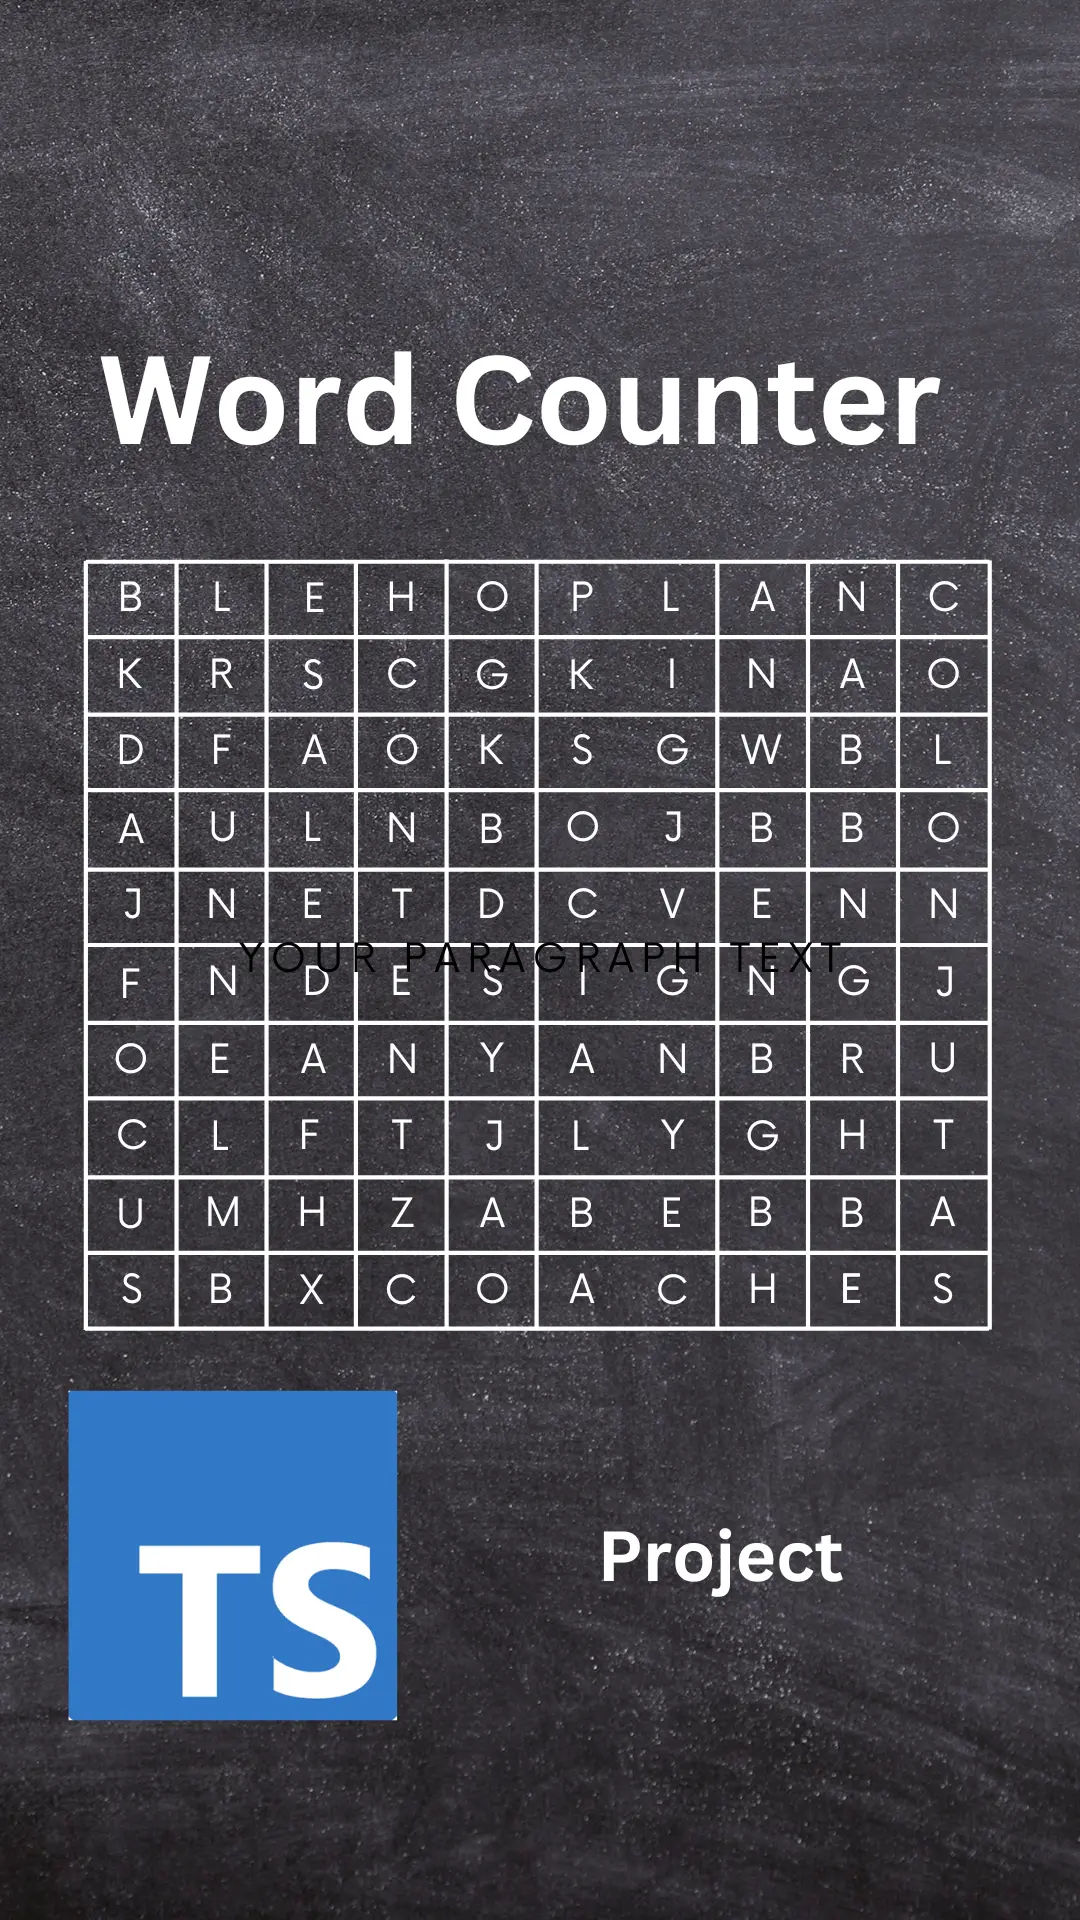 Word Counter
B L E H O P L A N C
K R S C G K I N A O
D F A O K S G W B L
A U L N B O J B B O
J N E T D C V E N N
YOUR PARAGRAPH TEXT
F N D E S I G N G J
O E A N Y A N B R U
C L F T J L Y G H T
U M H Z A B E B B A
S B X C O A C H E S
TS
Project